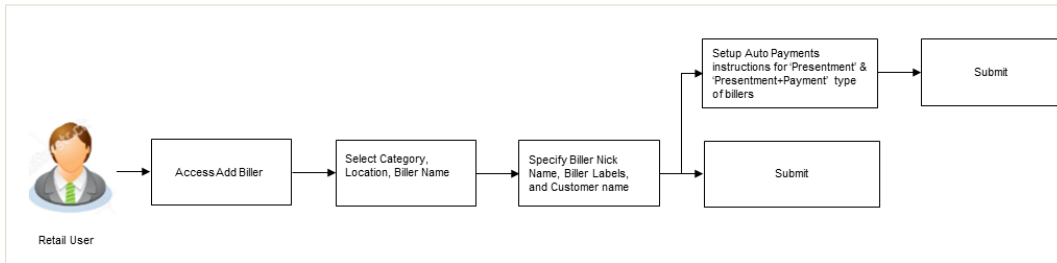 Setup Auto Payments
instructions for ‘Presentment’ &
‘Presentment+Payment’ type
of billers
Submit
Access Add Biller
Select Category,
Location, Biller Name
Specify Biller Nick
Name, Biller Labels,
and Customer name
Submit
Retail User